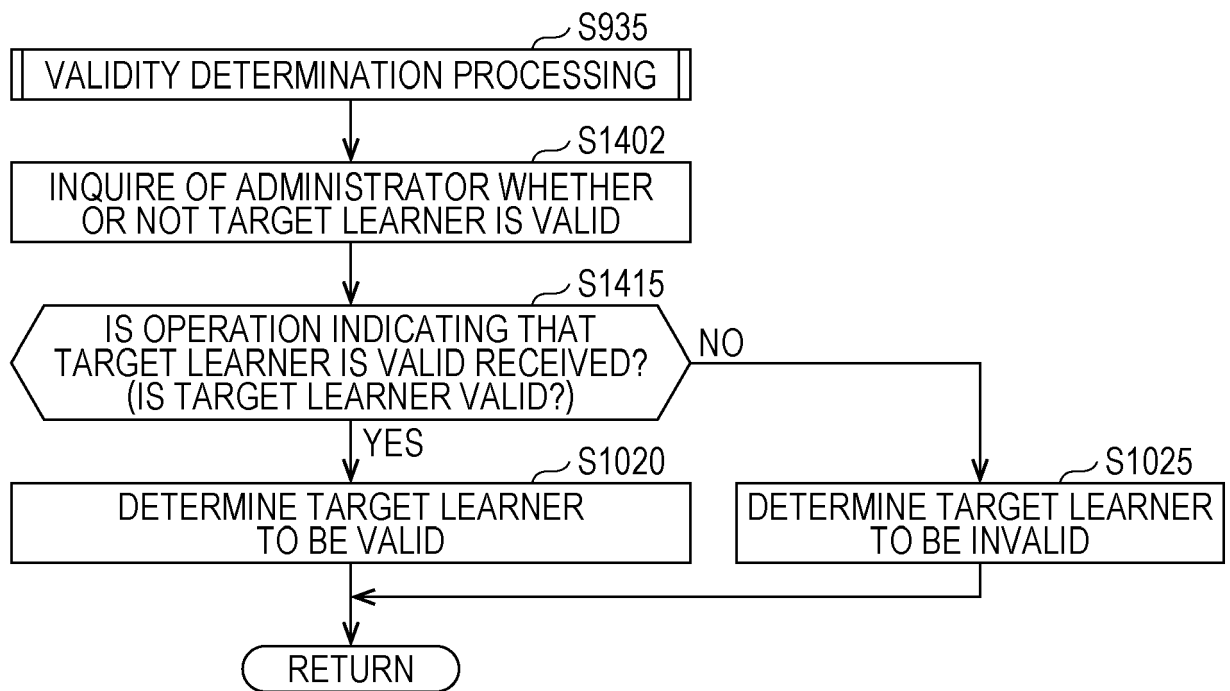 S935
VALIDITY DETERMINATION PROCESSING
S1402
INQUIRE OF ADMINISTRATOR WHETHER
OR NOT TARGET LEARNER IS VALID
S1415
IS OPERATION INDICATING THAT
TARGET LEARNER IS VALID RECEIVED?
(IS TARGET LEARNER VALID?)
NO
YES
S1020
DETERMINE TARGET LEARNER
TO BE VALID
S1025
DETERMINE TARGET LEARNER
TO BE INVALID
RETURN